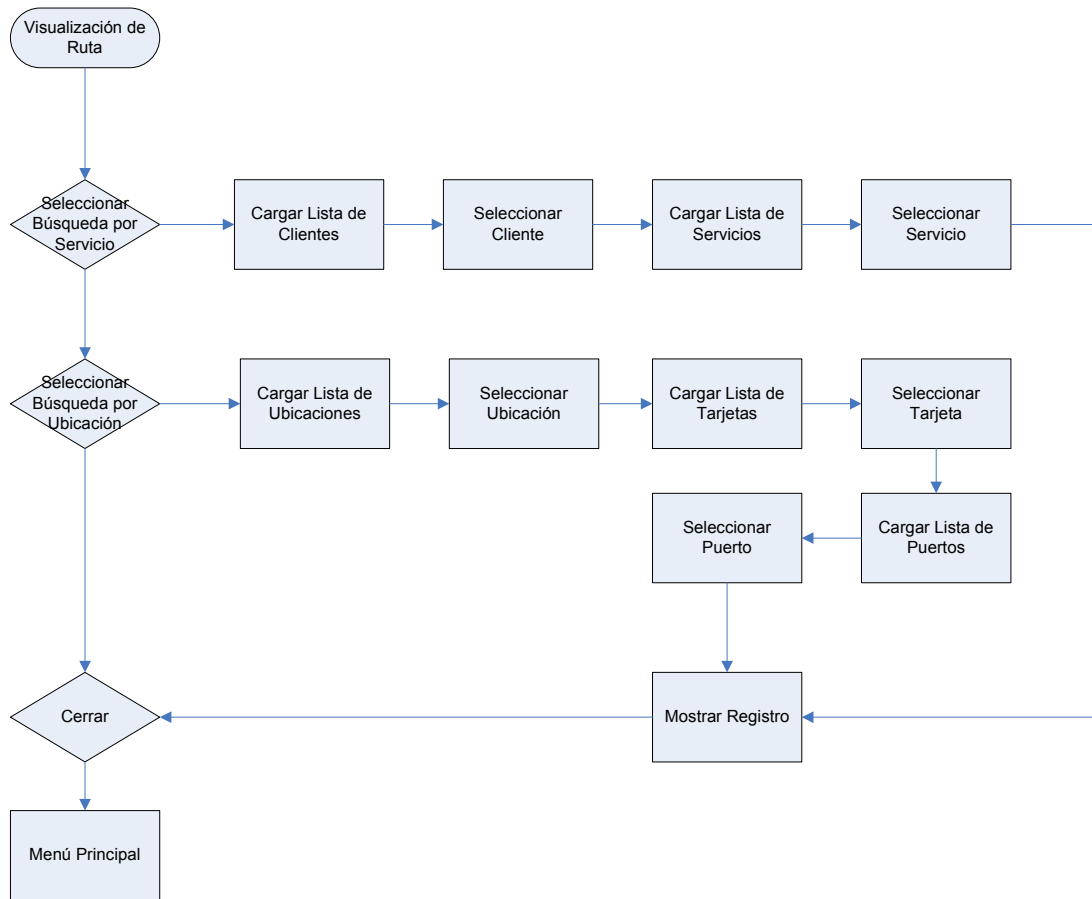 Visualización de
Ruta
Seleccionar
Búsqueda por
Servicio
Cargar Lista de
Clientes
Seleccionar
Cliente
Cargar Lista de
Servicios
Seleccionar
Servicio
Seleccionar
Búsqueda por
Ubicación
Cargar Lista de
Ubicaciones
Seleccionar
Ubicación
Cargar Lista de
Tarjetas
Seleccionar
Tarjeta
Seleccionar
Puerto
Cargar Lista de
Puertos
Cerrar
Mostrar Registro
Menú Principal